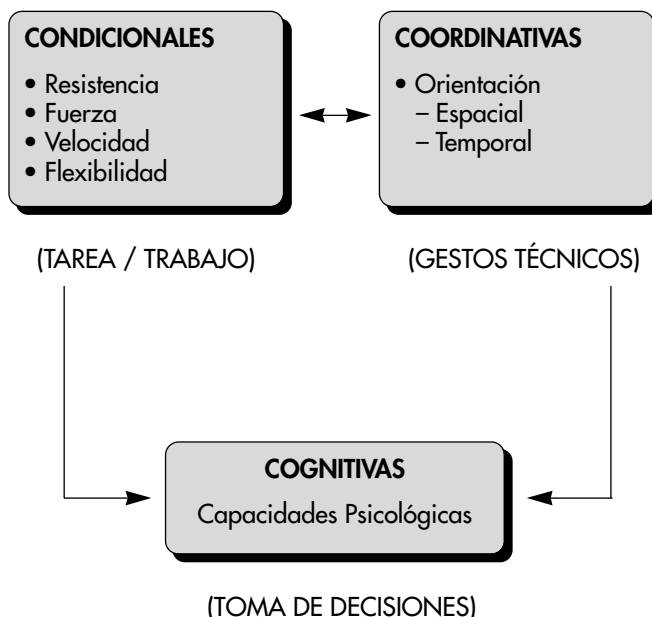 CONDICIONALES
• Resistencia
• Fuerza
• Velocidad
• Flexibilidad
(TAREA / TRABAJO)
COORDINATIVAS
• Orientación
– Espacial
– Temporal
(GESTOS TÉCNICOS)
COGNITIVAS
Capacidades Psicológicas
(TOMA DE DECISIONES)